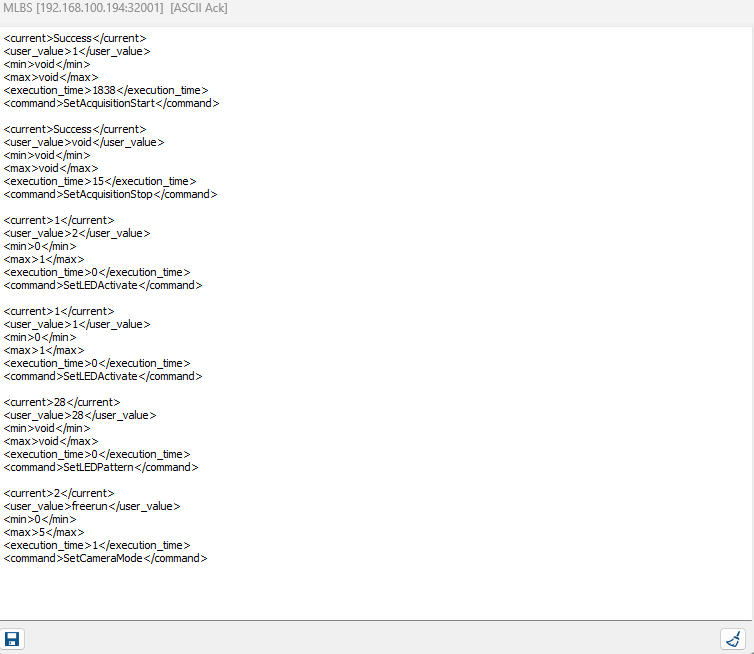 MLBS [192.168.100.194:32001] [ASCII Ack]
<current>Success</current>
<user_value>1</user_value>
<min>void</min>
<max>void</max>
<execution_time>1838</execution_time>
<command>SetAcquisitionStart</command>
<current>Success</current>
<user_value>void</user_value>
<min>void</min>
<max>void</max>
<execution_time>15</execution_time>
<command>SetAcquisitionStop</command>
<current>1</current>
<user_value>2</user_value>
<min>0</min>
<max>1</max>
<execution_time>0</execution_time>
<command>SetLEDActivate</command>
<current>1</current>
<user_value>1</user_value>
<min>0</min>
<max>1</max>
<execution_time>0</execution_time>
<command>SetLEDActivate</command>
<current>28</current>
<user_value>28</user_value>
<min>void</min>
<max>void</max>
<execution_time>0</execution_time>
<command>SetLEDPattern</command>
<current>2</current>
<user_value>freerun</user_value>
<min>0</min>
<max>5</max>
<execution_time>1</execution_time>
<command>SetCameraMode</command>